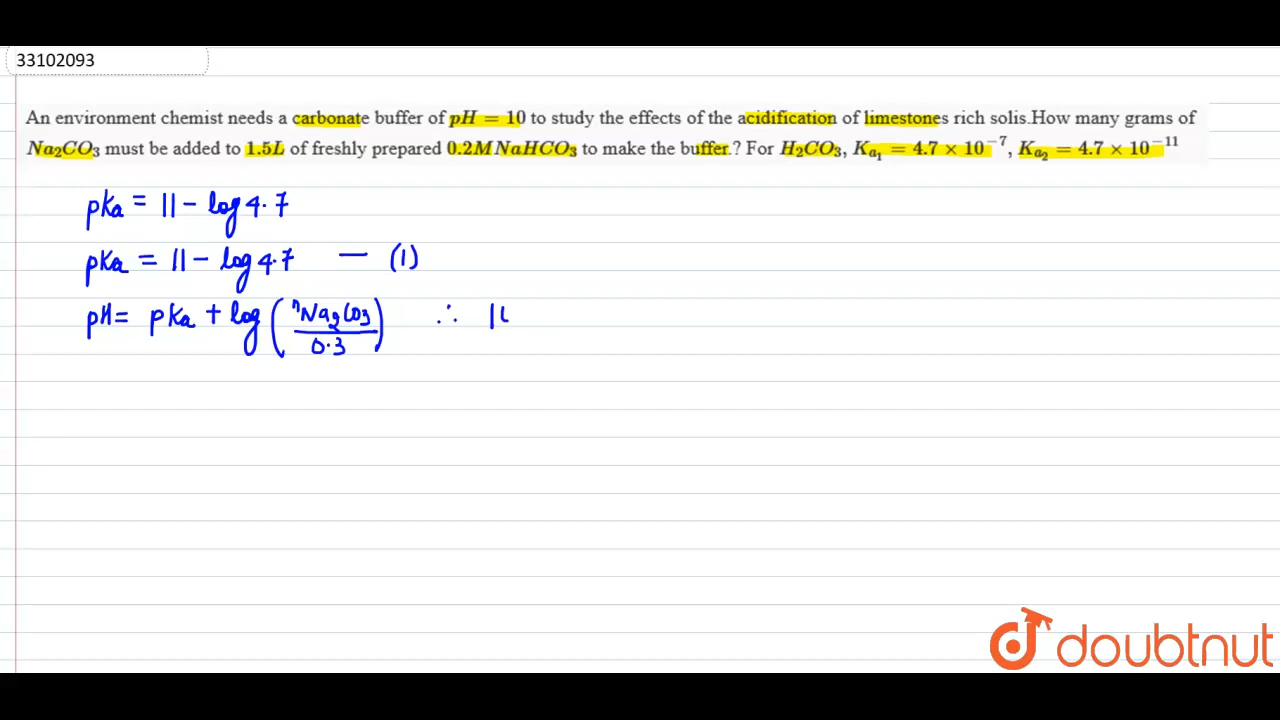 33102093
An environment chemist needs a carbonate buffer of pH = 10 to study the effects of the acidification of limestones rich solis.How many grams of
Na₂CO₃ must be added to 1.5L of freshly prepared 0.2M NaHCO₃ to make the buffer.? For H₂CO₃, Kₐ₁ = 4.7 × 10⁻⁷, Kₐ₂ = 4.7 × 10⁻¹¹
pKa = 11 - log 4.7
pKa = 11 - log 4.7 — (1)
pH = pKa + log (ⁿNa₂CO₃ / 0.3) ∴ 10
doubtnut